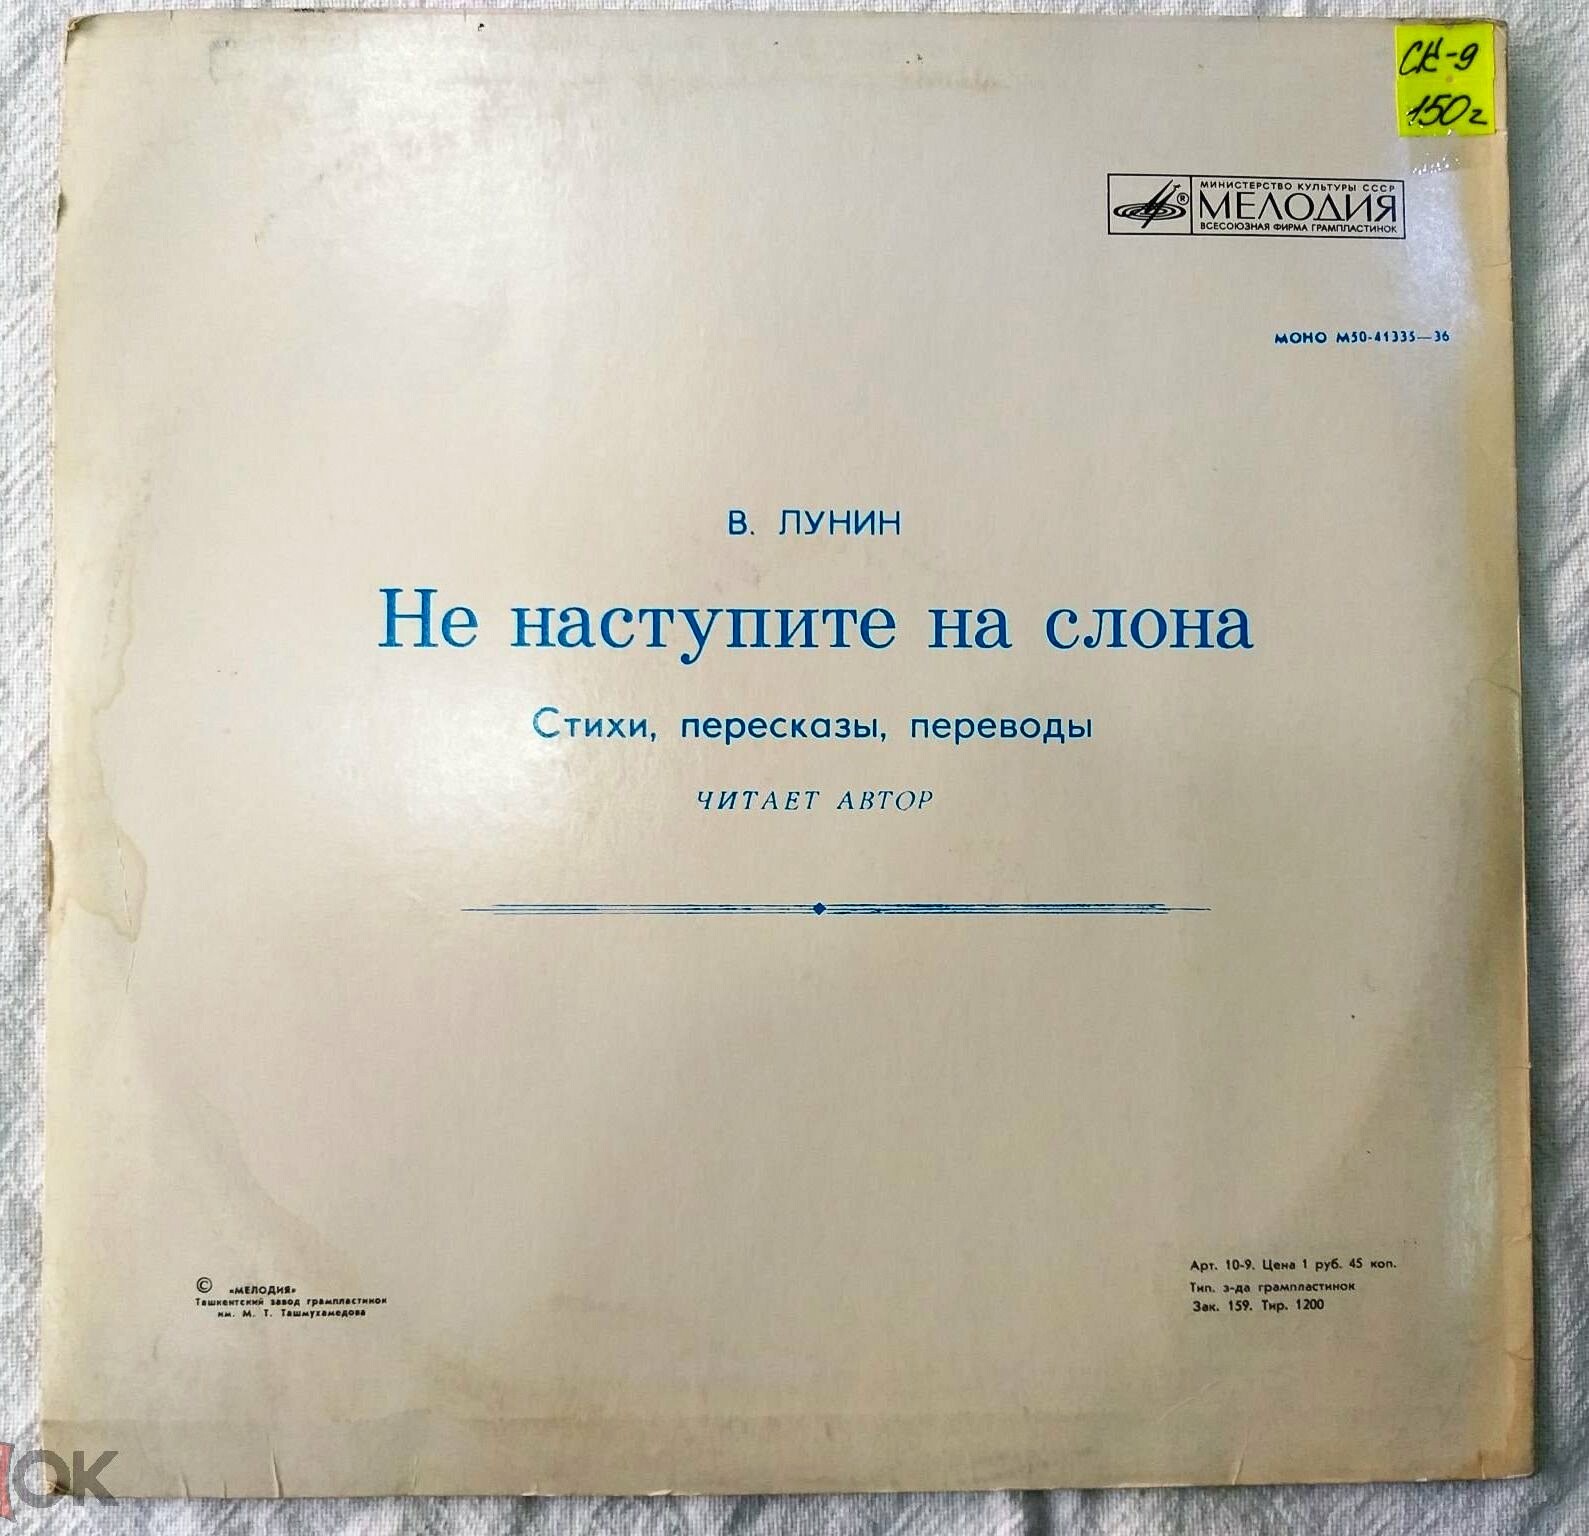 СК-9
150г
МИНИСТЕРСТВО КУЛЬТУРЫ СССР
® МЕЛОДИЯ
ВСЕСОЮЗНАЯ ФИРМА ГРАМПЛАСТИНОК
МОНО М50-41335—36
В. ЛУНИН
Не наступите на слона
Стихи, пересказы, переводы
ЧИТАЕТ АВТОР
Арт. 10-9. Цена 1 руб. 45 коп.
Тип. з-да грампластинок
Зак. 159. Тир. 1200
© «МЕЛОДИЯ»
Ташкентский завод грампластинок
им. М. Т. Ташмухамедова
ОК